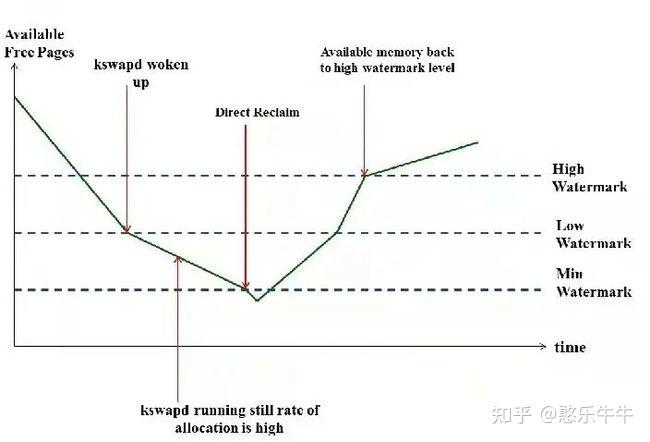 Available
Free Pages
kswapd woken
up
Available memory back
to high watermark level
Direct Reclaim
High
Watermark
Low
Watermark
Min
Watermark
time
kswapd running still rate of
allocation is high
知乎 @憨乐牛牛